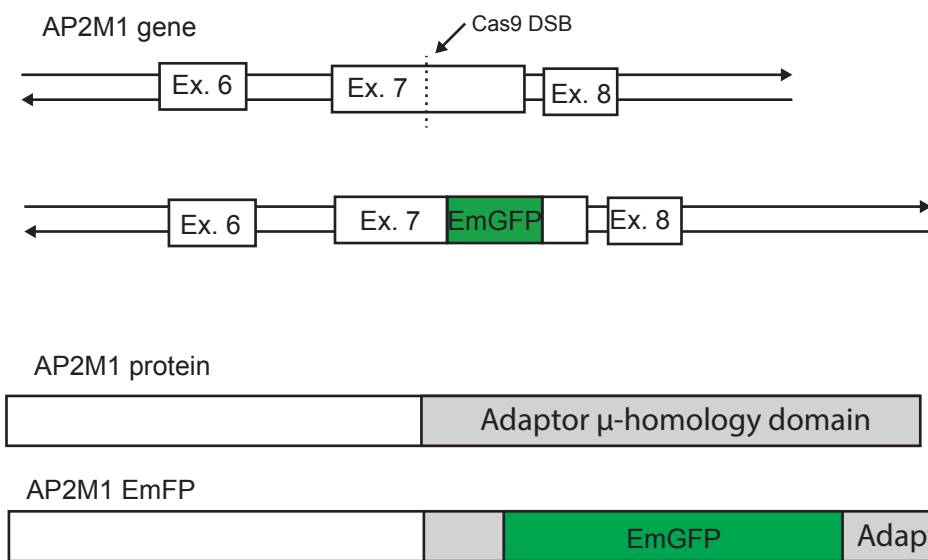 AP2M1 gene
Cas9 DSB
Ex. 6
Ex. 7
Ex. 8
Ex. 6
Ex. 7
EmGFP
Ex. 8
AP2M1 protein
Adaptor µ-homology domain
AP2M1 EmFP
EmGFP
Adapt